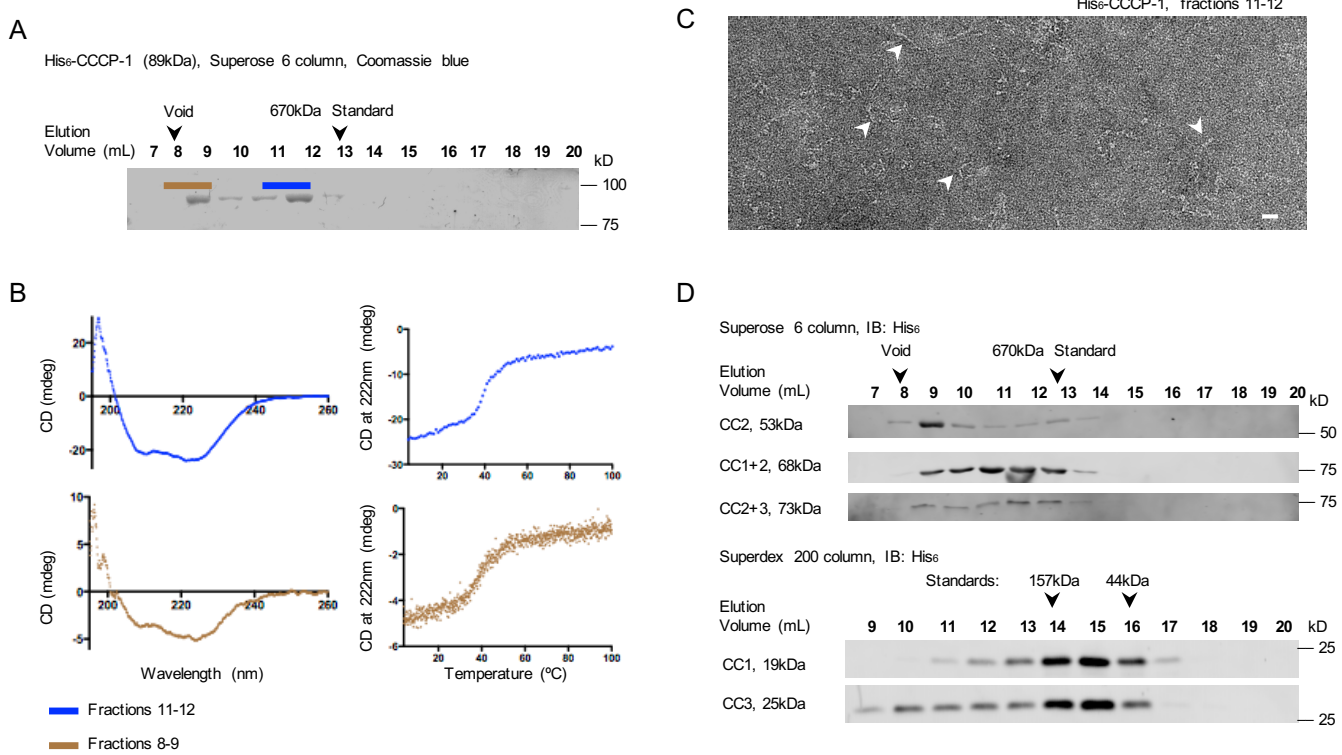 A
His6-CCCP-1 (89kDa), Superose 6 column, Coomassie blue
Void 670kDa Standard
Elution
Volume (mL) 7 8 9 10 11 12 13 14 15 16 17 18 19 20
kD
100
75
B
CD (mdeg)
20
0
-20
200 220 240 260
CD at 222nm (mdeg)
0
-10
-20
-30
20 40 60 80 100
CD (mdeg)
10
5
0
-5
200 220 240 260
Wavelength (nm)
CD at 222nm (mdeg)
0
-2
-4
-6
20 40 60 80 100
Temperature (ºC)
Fractions 11-12
Fractions 8-9
C
His6-CCCP-1, fractions 11-12
D
Superose 6 column, IB: His6
Void 670kDa Standard
Elution
Volume (mL) 7 8 9 10 11 12 13 14 15 16 17 18 19 20
kD
CC2, 53kDa 50
CC1+2, 68kDa 75
CC2+3, 73kDa 75
Superdex 200 column, IB: His6
Standards: 157kDa 44kDa
Elution
Volume (mL) 9 10 11 12 13 14 15 16 17 18 19 20
kD
CC1, 19kDa 25
CC3, 25kDa 25